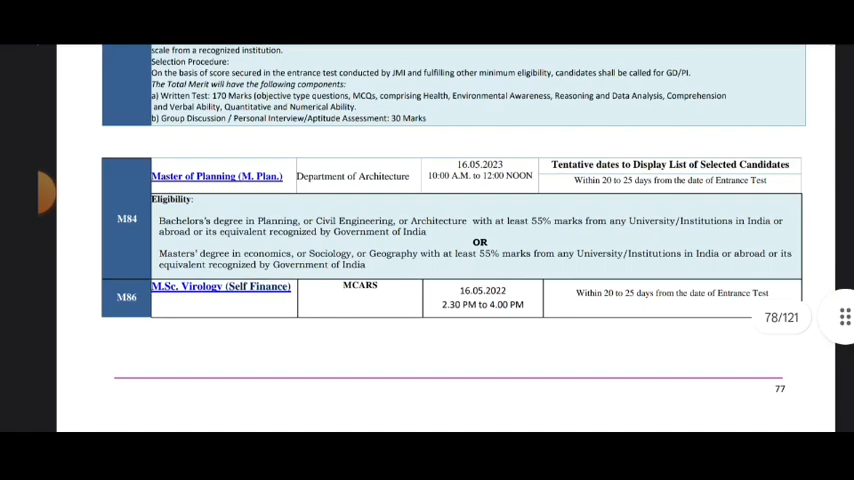 scale from a recognized institution.
Selection Procedure:
On the basis of score secured in the entrance test conducted by JMI and fulfilling other minimum eligibility, candidates shall be called for GD/PI.
The Total Merit will have the following components:
a) Written Test: 170 Marks (objective type questions, MCQs, comprising Health, Environmental Awareness, Reasoning and Data Analysis, Comprehension
and Verbal Ability, Quantitative and Numerical Ability.
b) Group Discussion / Personal Interview/Aptitude Assessment: 30 Marks
M84
Master of Planning (M. Plan.)
Department of Architecture
16.05.2023
10:00 A.M. to 12:00 NOON
Tentative dates to Display List of Selected Candidates
Within 20 to 25 days from the date of Entrance Test
Eligibility:
Bachelors's degree in Planning, or Civil Engineering, or Architecture with at least 55% marks from any University/Institutions in India or
abroad or its equivalent recognized by Government of India
OR
Masters' degree in economics, or Sociology, or Geography with at least 55% marks from any University/Institutions in India or abroad or its
equivalent recognized by Government of India
M86
M.Sc. Virology (Self Finance)
MCARS
16.05.2022
2.30 PM to 4.00 PM
Within 20 to 25 days from the date of Entrance Test
78/121
77